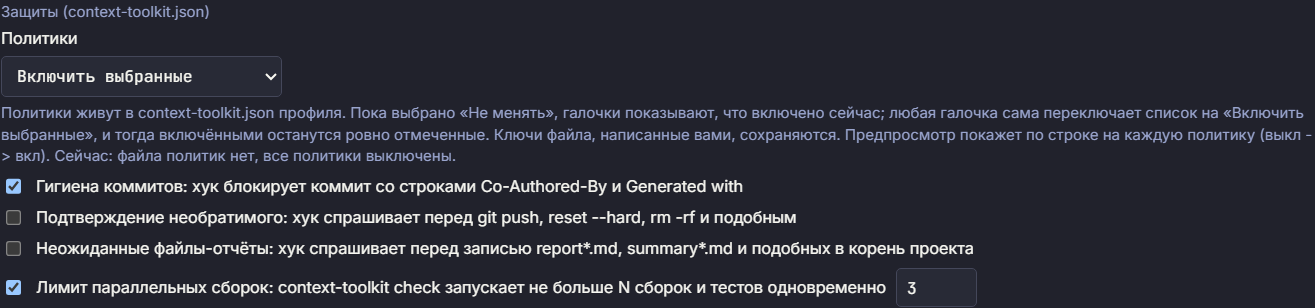 Защиты (context-toolkit.json)
Политики
Включить выбранные
Политики живут в context-toolkit.json профиля. Пока выбрано «Не менять», галочки показывают, что включено сейчас; любая галочка сама переключает список на «Включить
выбранные», и тогда включёнными останутся ровно отмеченные. Ключи файла, написанные вами, сохраняются. Предпросмотр покажет по строке на каждую политику (выкл -
> вкл). Сейчас: файла политик нет, все политики выключены.
Гигиена коммитов: хук блокирует коммит со строками Co-Authored-By и Generated with
Подтверждение необратимого: хук спрашивает перед git push, reset --hard, rm -rf и подобным
Неожиданные файлы-отчёты: хук спрашивает перед записью report*.md, summary*.md и подобных в корень проекта
Лимит параллельных сборок: context-toolkit check запускает не больше N сборок и тестов одновременно 3